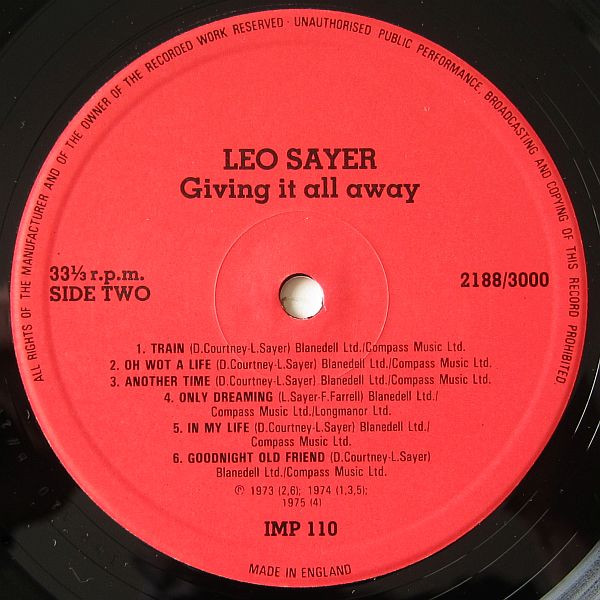 ALL RIGHTS OF THE MANUFACTURER AND OF THE OWNER OF THE RECORDED WORK RESERVED · UNAUTHORISED PUBLIC PERFORMANCE, BROADCASTING AND COPYING OF THIS RECORD PROHIBITED
LEO SAYER
Giving it all away
33⅓ r.p.m.
SIDE TWO
2188/3000
1. TRAIN (D.Courtney-L.Sayer) Blanedell Ltd./Compass Music Ltd.
2. OH WOT A LIFE (D.Courtney-L.Sayer) Blanedell Ltd./Compass Music Ltd.
3. ANOTHER TIME (D.Courtney-L.Sayer) Blanedell Ltd./Compass Music Ltd.
4. ONLY DREAMING (L.Sayer-F.Farrell) Blanedell Ltd./
Compass Music Ltd./Longmanor Ltd.
5. IN MY LIFE (D.Courtney-L.Sayer) Blanedell Ltd./
Compass Music Ltd.
6. GOODNIGHT OLD FRIEND (D.Courtney-L.Sayer)
Blanedell Ltd./Compass Music Ltd.
℗ 1973 (2,6); 1974 (1,3,5);
1975 (4)
IMP 110
MADE IN ENGLAND